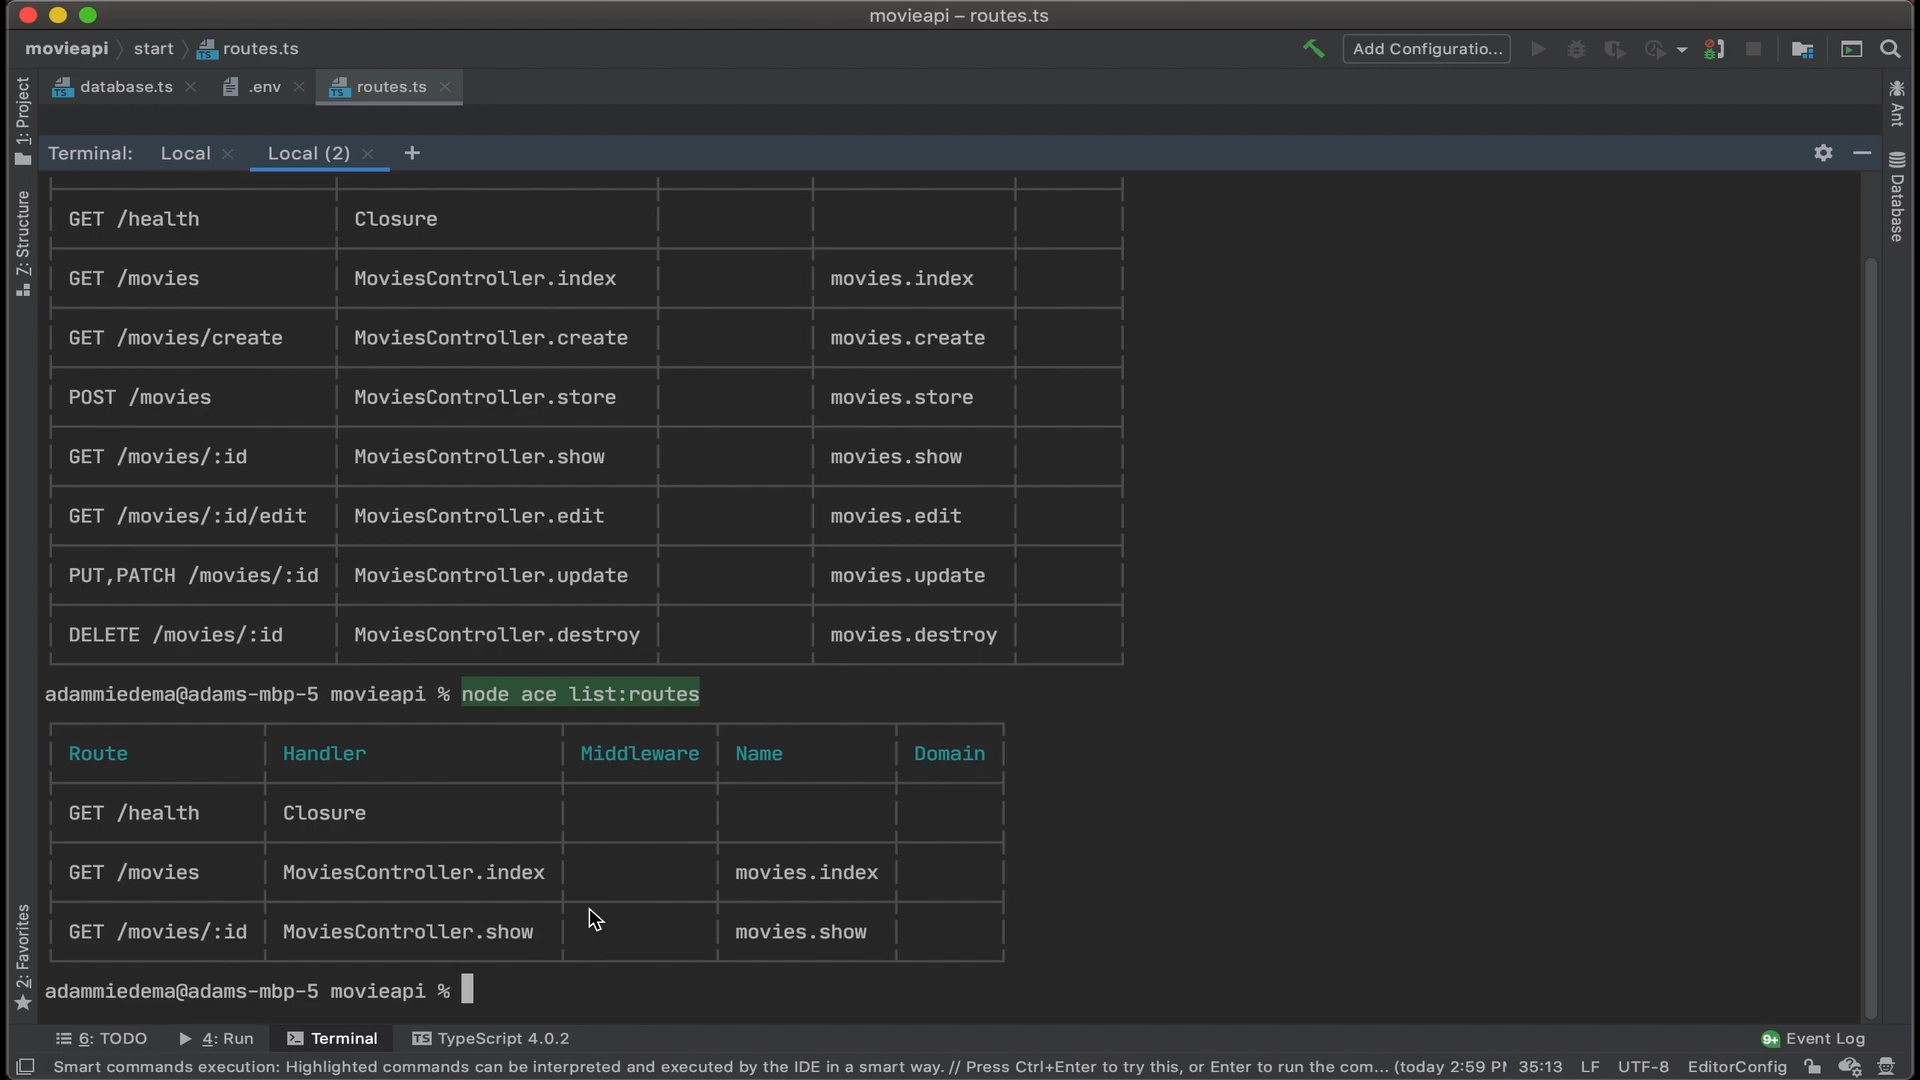 movieapi – routes.ts
movieapi start routes.ts Add Configuratio...
database.ts .env routes.ts
1: Project
Z: Structure
2: Favorites
Ant
Database
Terminal: Local Local (2) +
GET /health Closure
GET /movies MoviesController.index movies.index
GET /movies/create MoviesController.create movies.create
POST /movies MoviesController.store movies.store
GET /movies/:id MoviesController.show movies.show
GET /movies/:id/edit MoviesController.edit movies.edit
PUT,PATCH /movies/:id MoviesController.update movies.update
DELETE /movies/:id MoviesController.destroy movies.destroy
adammiedema@adams-mbp-5 movieapi % node ace list:routes
Route Handler Middleware Name Domain
GET /health Closure
GET /movies MoviesController.index movies.index
GET /movies/:id MoviesController.show movies.show
adammiedema@adams-mbp-5 movieapi %
6: TODO 4: Run Terminal TS TypeScript 4.0.2 9+ Event Log
Smart commands execution: Highlighted commands can be interpreted and executed by the IDE in a smart way. // Press Ctrl+Enter to try this, or Enter to run the com... (today 2:59 PM 35:13 LF UTF-8 EditorConfig